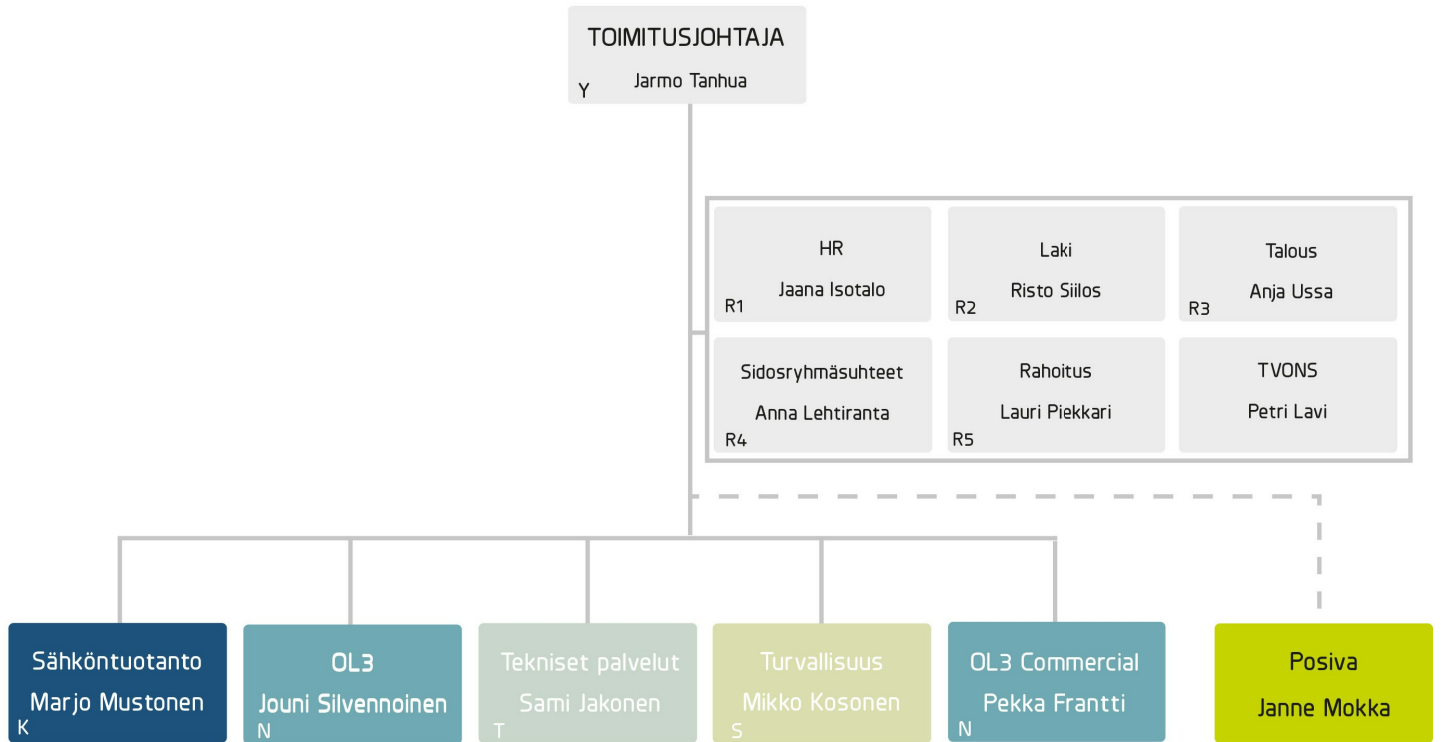 TOIMITUSJOHTAJA
Jarmo Tanhua
Y
HR
Jaana Isotalo
R1
Laki
Risto Siilos
R2
Talous
Anja Ussa
R3
Sidosryhmäsuhteet
Anna Lehtiranta
R4
Rahoitus
Lauri Piekkari
R5
TVONS
Petri Lavi
Sähköntuotanto
Marjo Mustonen
K
OL3
Jouni Silvennoinen
N
Tekniset palvelut
Sami Jakonen
T
Turvallisuus
Mikko Kosonen
S
OL3 Commercial
Pekka Frantti
N
Posiva
Janne Mokka